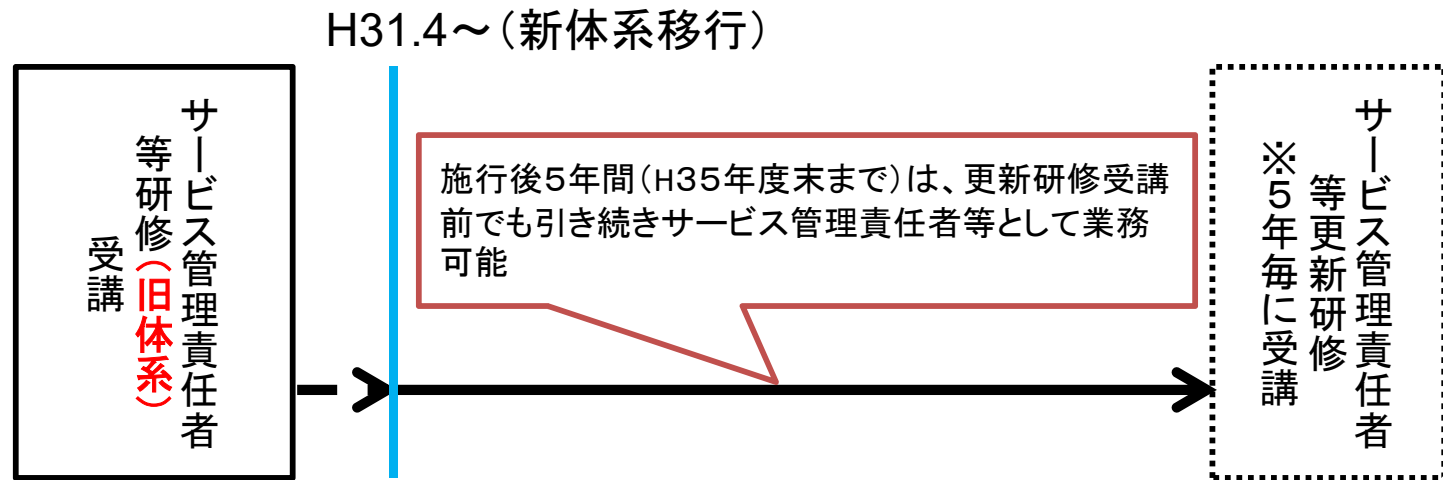 H31.4～（新体系移行）
サービス管理責任者
等研修（旧体系）
受講
施行後5年間（H35年度末まで）は、更新研修受講
前でも引き続きサービス管理責任者等として業務
可能
サービス管理責任者
等更新研修
※５年毎に受講